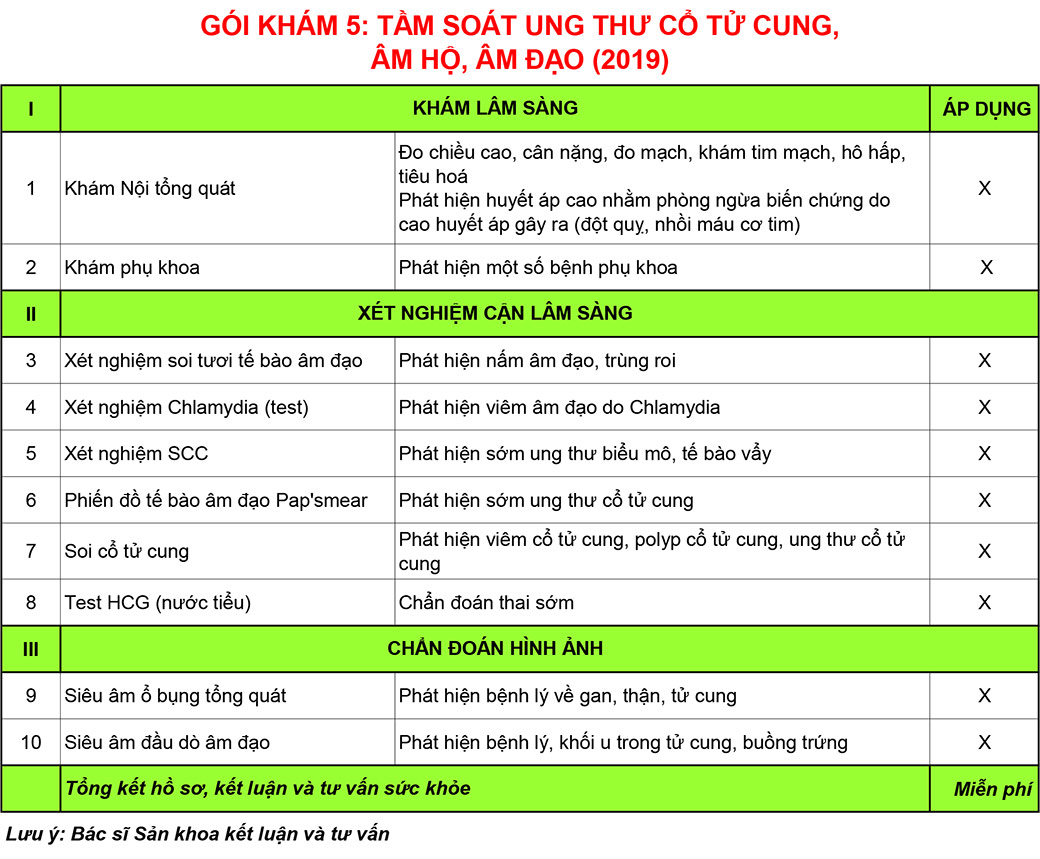 GÓI KHÁM 5: TẦM SOÁT UNG THƯ CỔ TỬ CUNG,
ÂM HỘ, ÂM ĐẠO (2019)
I KHÁM LÂM SÀNG ÁP DỤNG
1 Khám Nội tổng quát Đo chiều cao, cân nặng, đo mạch, khám tim mạch, hô hấp,
tiêu hoá
Phát hiện huyết áp cao nhằm phòng ngừa biến chứng do
cao huyết áp gây ra (đột quỵ, nhồi máu cơ tim) X
2 Khám phụ khoa Phát hiện một số bệnh phụ khoa X
II XÉT NGHIỆM CẬN LÂM SÀNG
3 Xét nghiệm soi tươi tế bào âm đạo Phát hiện nấm âm đạo, trùng roi X
4 Xét nghiệm Chlamydia (test) Phát hiện viêm âm đạo do Chlamydia X
5 Xét nghiệm SCC Phát hiện sớm ung thư biểu mô, tế bào vẩy X
6 Phiến đồ tế bào âm đạo Pap'smear Phát hiện sớm ung thư cổ tử cung X
7 Soi cổ tử cung Phát hiện viêm cổ tử cung, polyp cổ tử cung, ung thư cổ tử
cung X
8 Test HCG (nước tiểu) Chẩn đoán thai sớm X
III CHẨN ĐOÁN HÌNH ẢNH
9 Siêu âm ổ bụng tổng quát Phát hiện bệnh lý về gan, thận, tử cung X
10 Siêu âm đầu dò âm đạo Phát hiện bệnh lý, khối u trong tử cung, buồng trứng X
Tổng kết hồ sơ, kết luận và tư vấn sức khỏe Miễn phí
Lưu ý: Bác sĩ Sản khoa kết luận và tư vấn